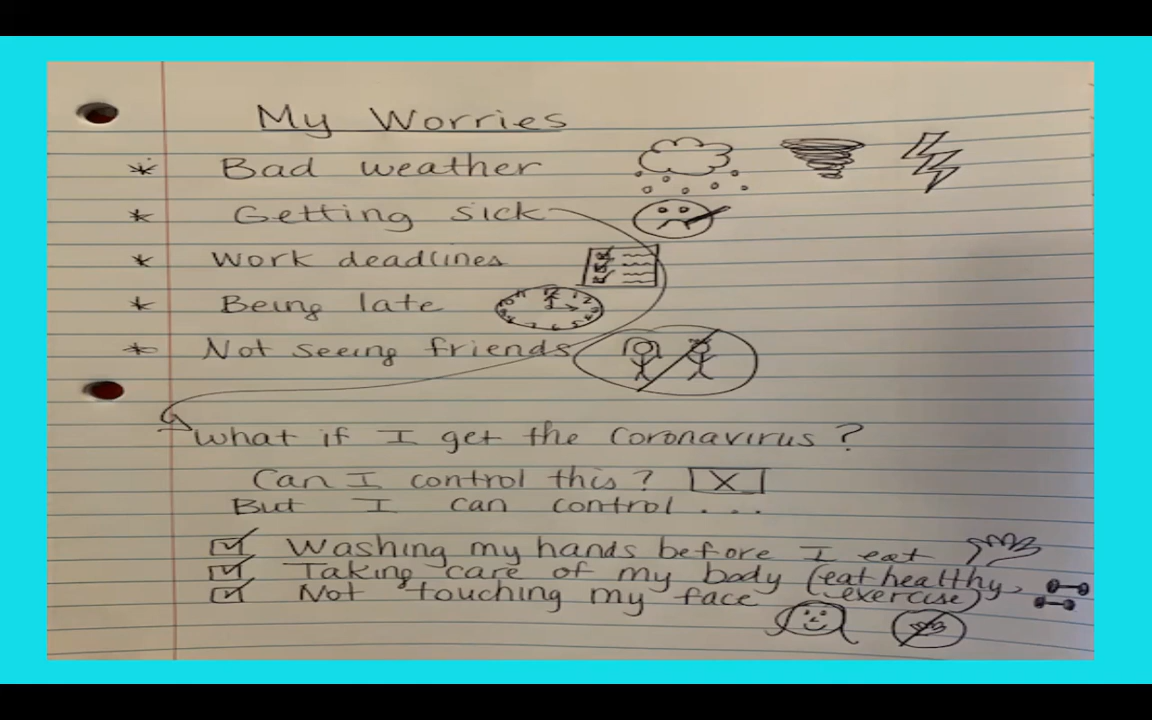 My Worries
* Bad weather
* Getting sick
* Work deadlines
* Being late
* Not seeing friends
What if I get the Coronavirus?
Can I control this? X
But I can control ...
Washing my hands before I eat
Taking care of my body (eat healthy, exercise)
Not touching my face